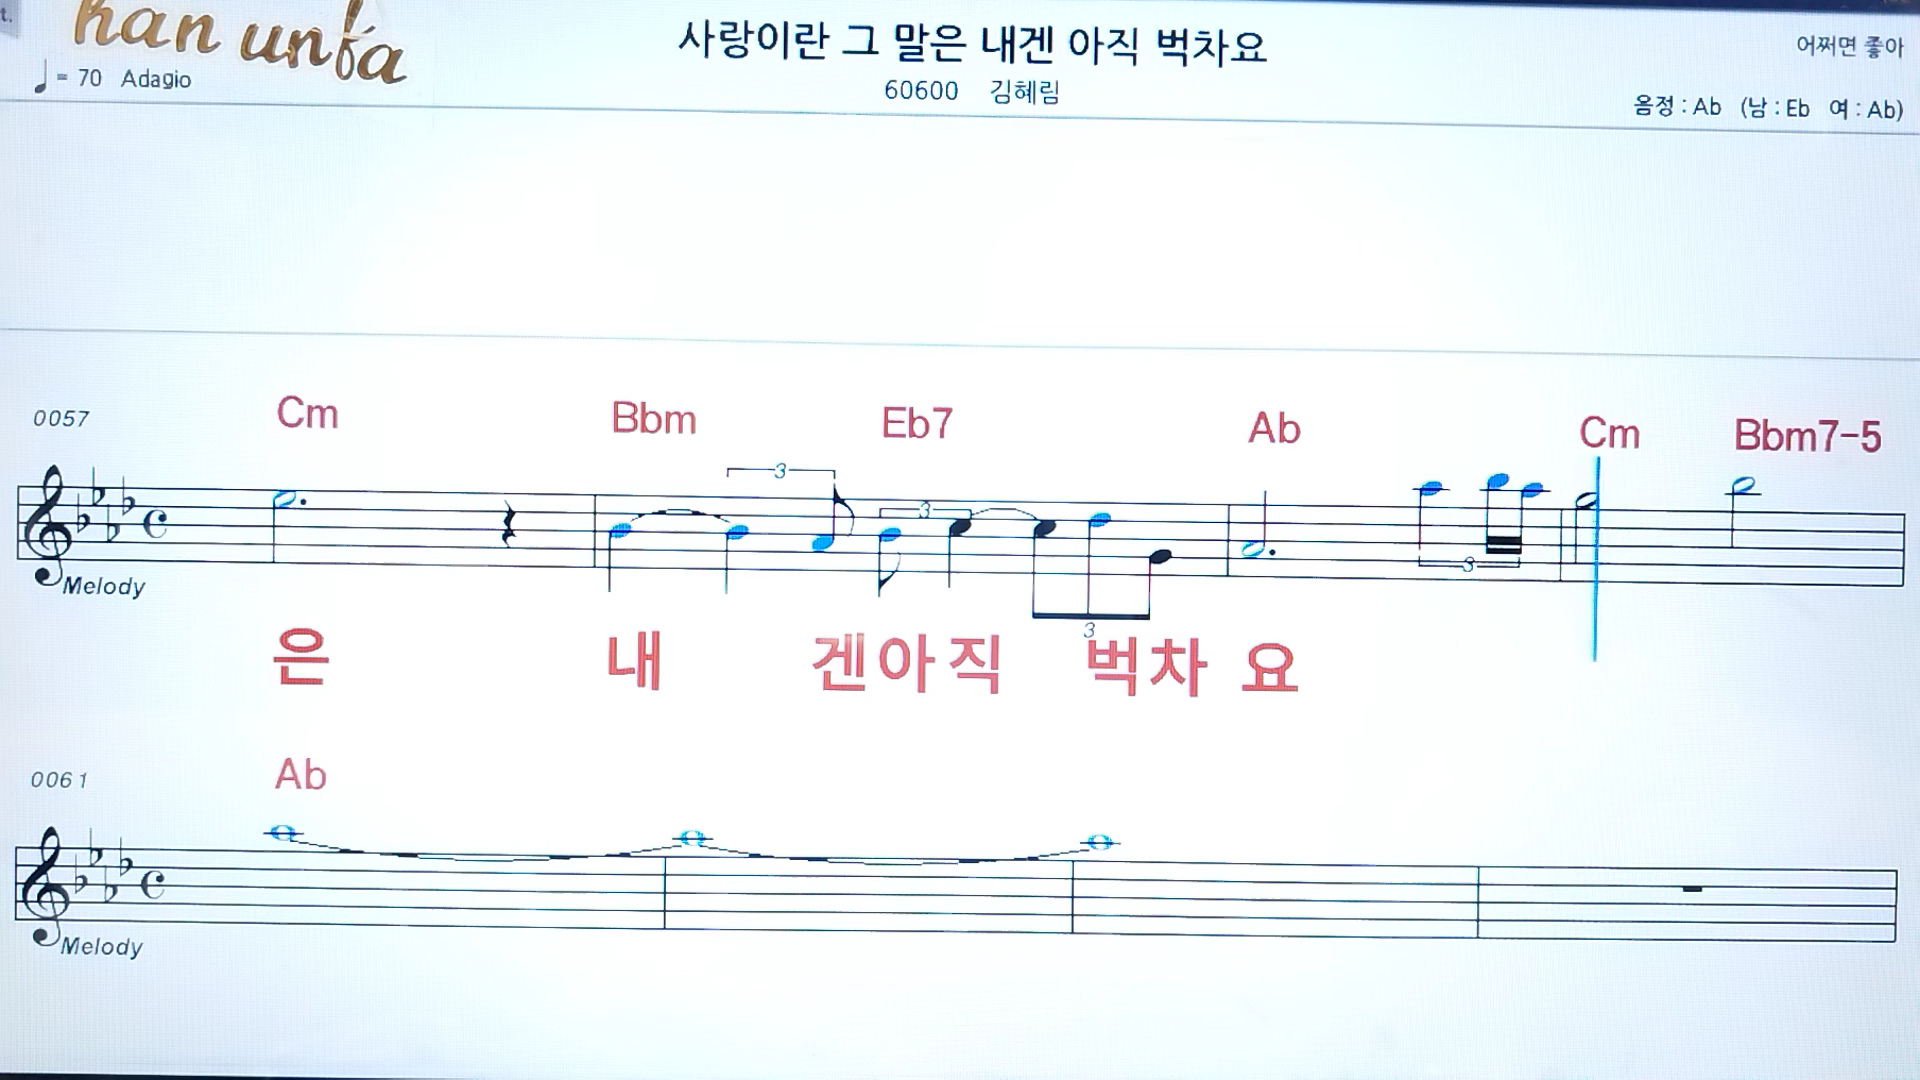 han unfa
= 70 Adagio
사랑이란 그 말은 내겐 아직 벅차요
60600 김혜림
어쩌면 좋아
음정 : Ab (남 : Eb 여 : Ab)
0057
Cm Bbm Eb7 Ab Cm Bbm7-5
3 3 3 3
Melody
은 내 겐아직 벅차 요
0061
Ab
Melody